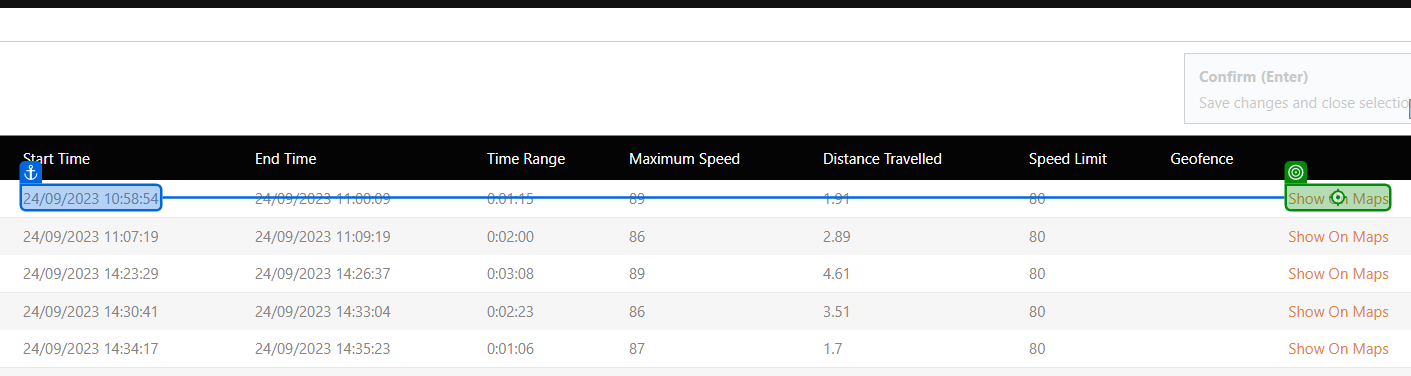 Confirm (Enter)
Save changes and close selectio
Start Time End Time Time Range Maximum Speed Distance Travelled Speed Limit Geofence
24/09/2023 10:58:54 24/09/2023 11:00:09 0:01:15 89 1.91 80 Show On Maps
24/09/2023 11:07:19 24/09/2023 11:09:19 0:02:00 86 2.89 80 Show On Maps
24/09/2023 14:23:29 24/09/2023 14:26:37 0:03:08 89 4.61 80 Show On Maps
24/09/2023 14:30:41 24/09/2023 14:33:04 0:02:23 86 3.51 80 Show On Maps
24/09/2023 14:34:17 24/09/2023 14:35:23 0:01:06 87 1.7 80 Show On Maps